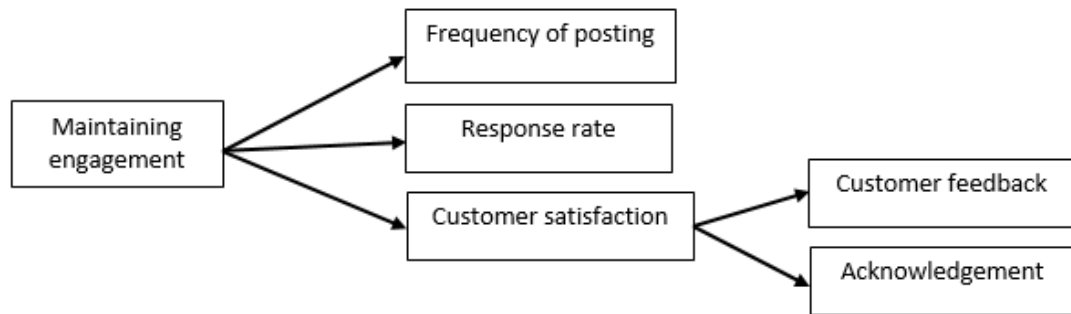 Frequency of posting
Maintaining
engagement
Response rate
Customer satisfaction
Customer feedback
Acknowledgement